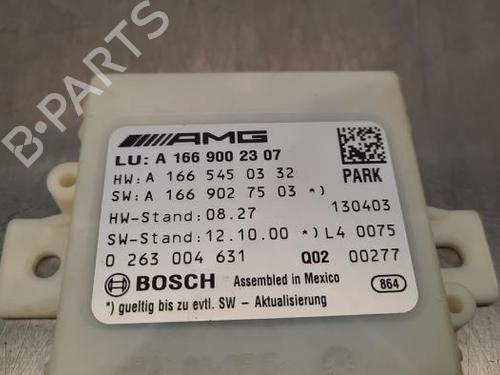 AMG
LU: A 166 900 23 07
HW: A 166 545 03 32
PARK
SW: A 166 902 75 03 *)
HW-Stand: 08.27
130403
SW-Stand: 12.10.00 *) L4 0075
0 263 004 631
Q02 00277
BOSCH Assembled in Mexico
*) gueltig bis zu evtl. SW - Aktualisierung
864
B-PARTS